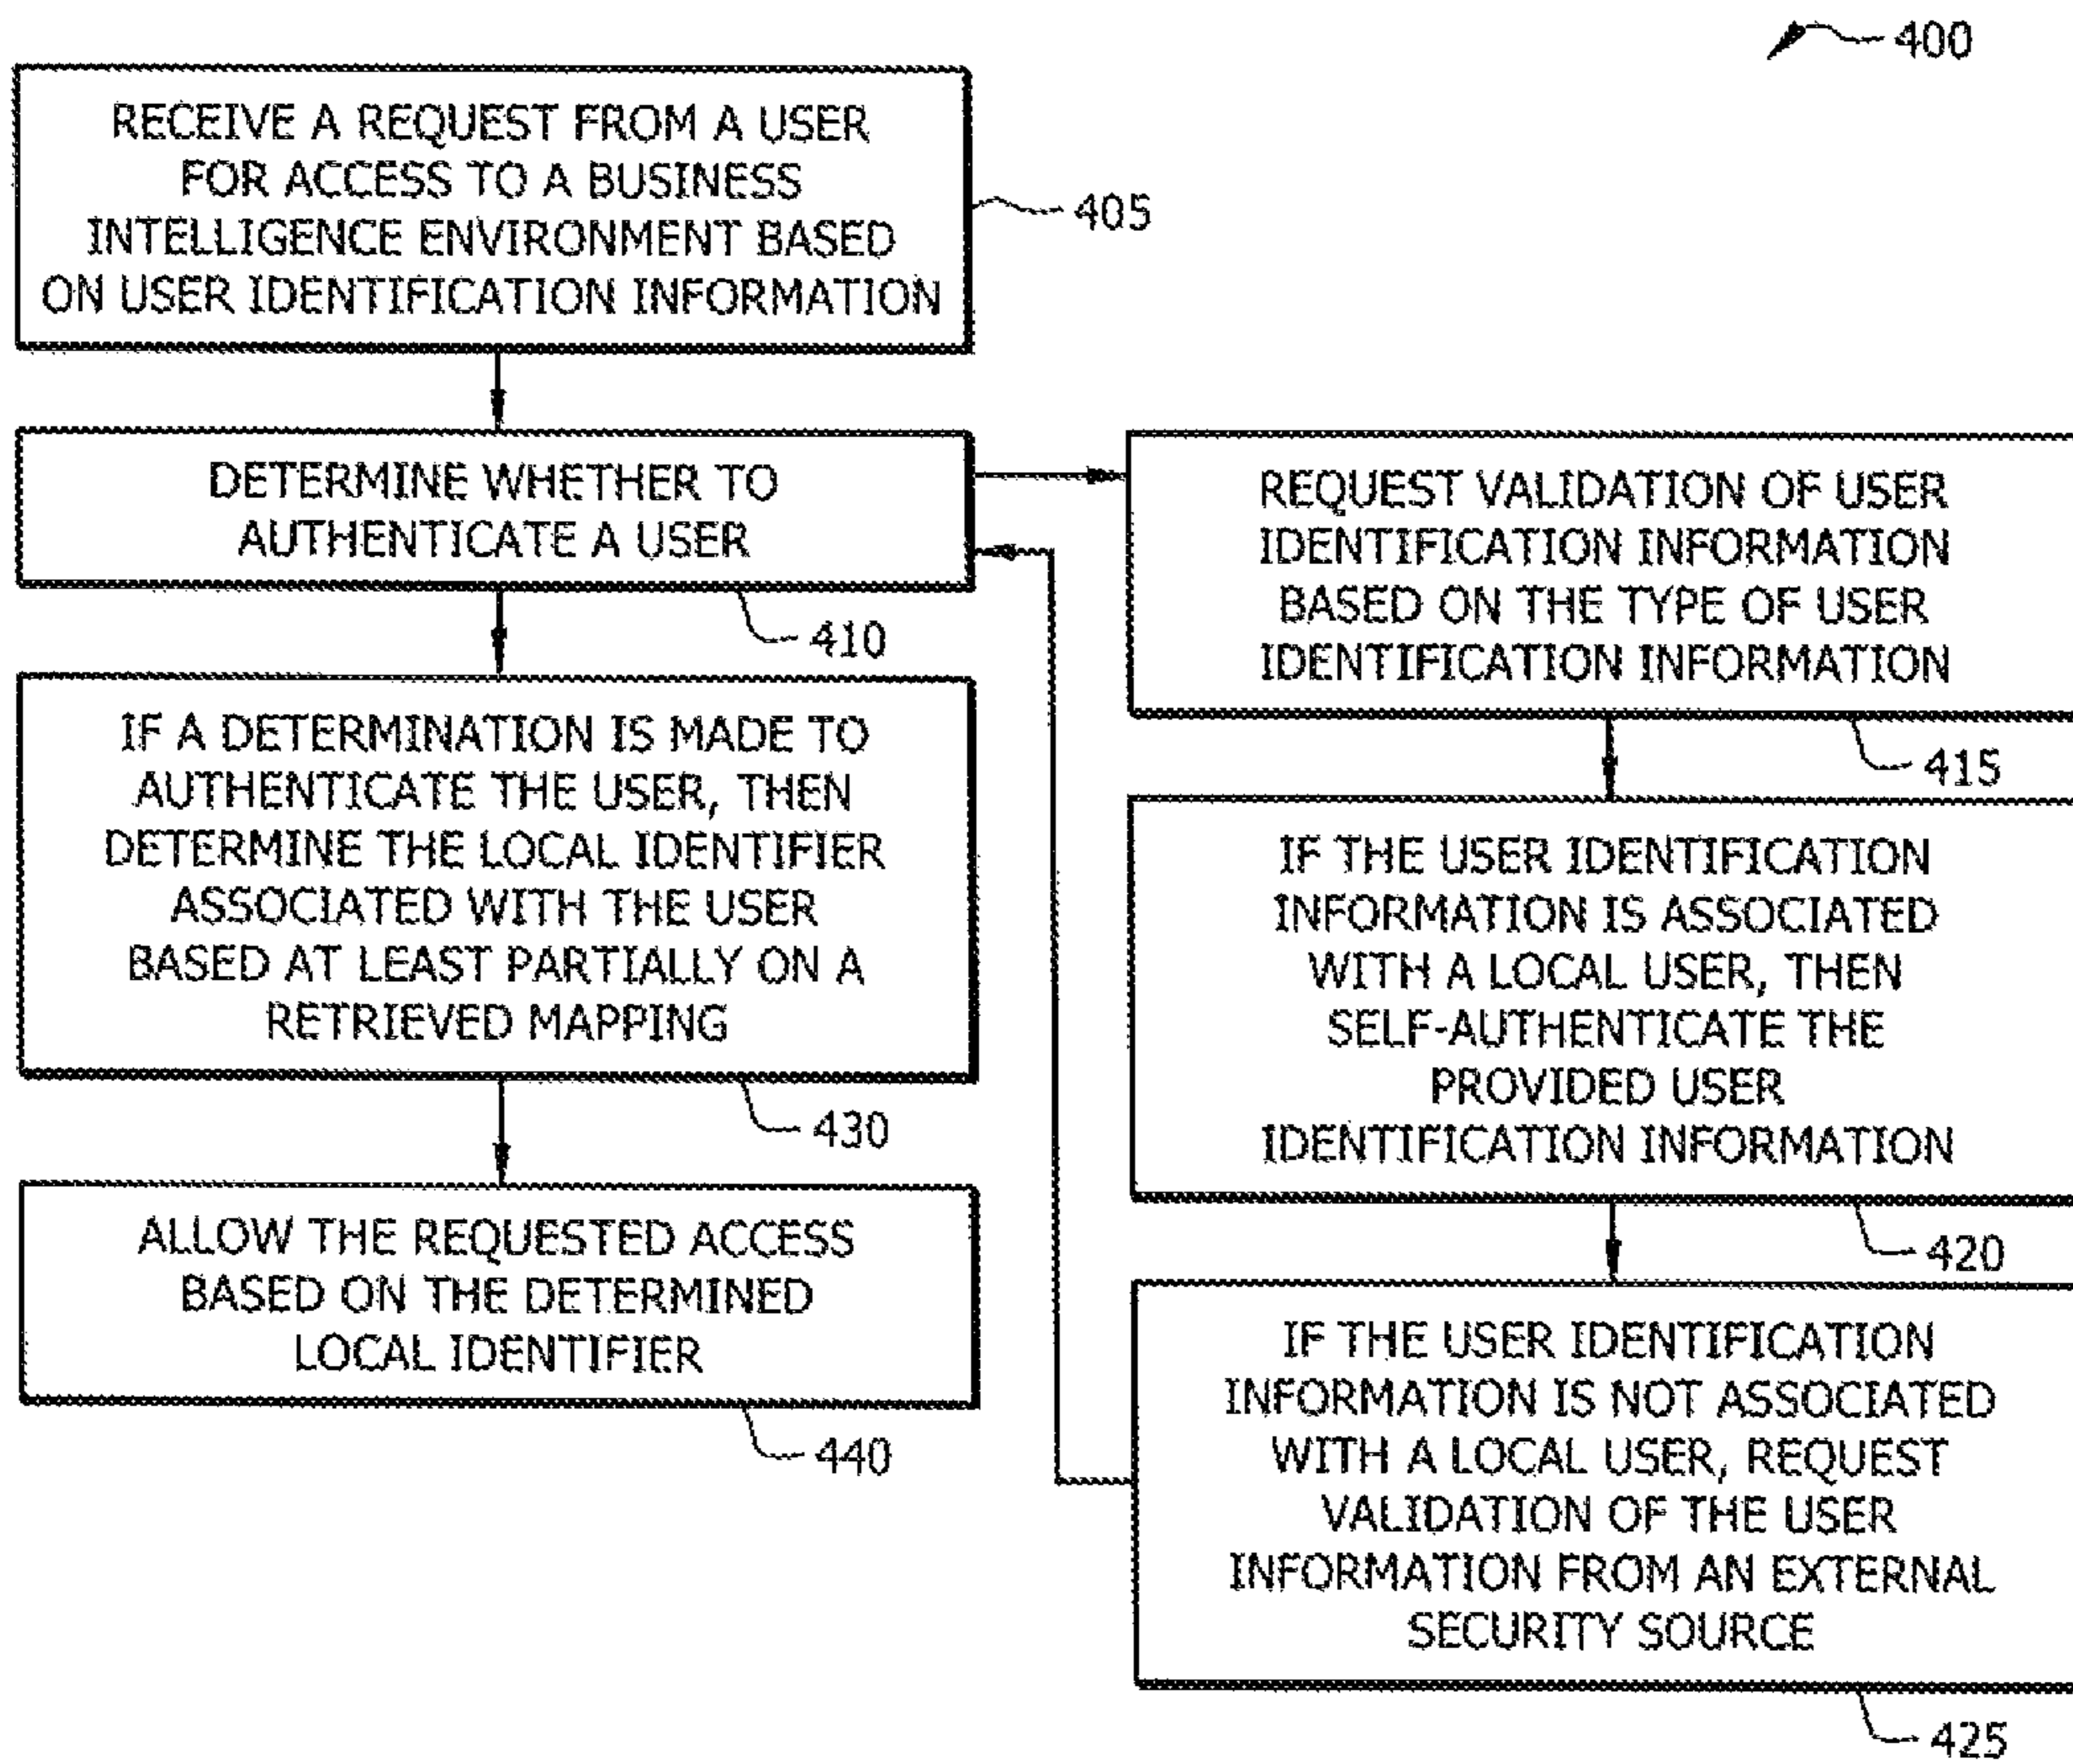 400
RECEIVE A REQUEST FROM A USER
FOR ACCESS TO A BUSINESS
INTELLIGENCE ENVIRONMENT BASED
ON USER IDENTIFICATION INFORMATION
405
DETERMINE WHETHER TO
AUTHENTICATE A USER
410
REQUEST VALIDATION OF USER
IDENTIFICATION INFORMATION
BASED ON THE TYPE OF USER
IDENTIFICATION INFORMATION
415
IF THE USER IDENTIFICATION
INFORMATION IS ASSOCIATED
WITH A LOCAL USER, THEN
SELF-AUTHENTICATE THE
PROVIDED USER
IDENTIFICATION INFORMATION
420
IF THE USER IDENTIFICATION
INFORMATION IS NOT ASSOCIATED
WITH A LOCAL USER, REQUEST
VALIDATION OF THE USER
INFORMATION FROM AN EXTERNAL
SECURITY SOURCE
425
IF A DETERMINATION IS MADE TO
AUTHENTICATE THE USER, THEN
DETERMINE THE LOCAL IDENTIFIER
ASSOCIATED WITH THE USER
BASED AT LEAST PARTIALLY ON A
RETRIEVED MAPPING
430
ALLOW THE REQUESTED ACCESS
BASED ON THE DETERMINED
LOCAL IDENTIFIER
440